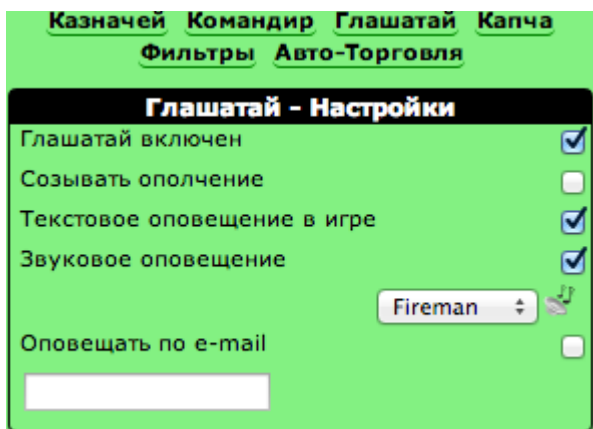 Казначей Командир Глашатай Капча
Фильтры Авто-Торговля
Глашатай - Настройки
Глашатай включен
Созывать ополчение
Текстовое оповещение в игре
Звуковое оповещение
Fireman
Оповещать по e-mail